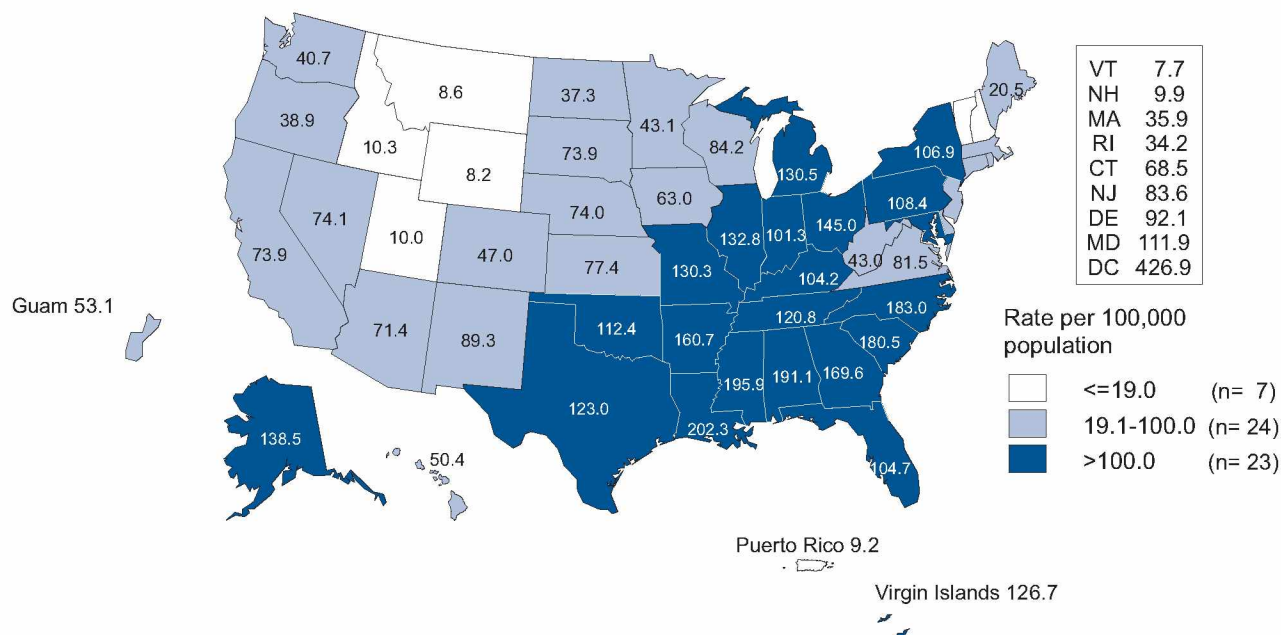 40.7
8.6
37.3
43.1
20.5
38.9
10.3
8.2
73.9
84.2
106.9
130.5
74.1
10.0
74.0
63.0
108.4
73.9
47.0
77.4
132.8
101.3
145.0
43.0
81.5
130.3
104.2
71.4
89.3
112.4
160.7
120.8
183.0
180.5
195.9
191.1
169.6
123.0
202.3
104.7
138.5
50.4
Guam 53.1
Puerto Rico 9.2
Virgin Islands 126.7
VT 7.7
NH 9.9
MA 35.9
RI 34.2
CT 68.5
NJ 83.6
DE 92.1
MD 111.9
DC 426.9
Rate per 100,000
population
<=19.0 (n= 7)
19.1-100.0 (n= 24)
>100.0 (n= 23)